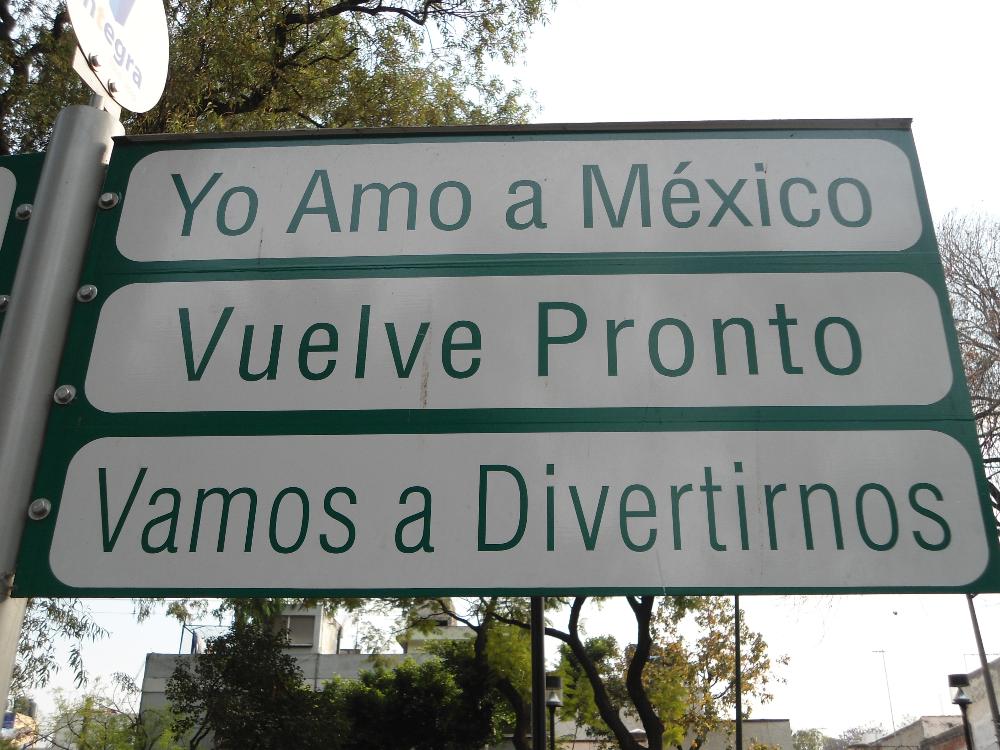 Yo Amo a México
Vuelve Pronto
Vamos a Divertirnos